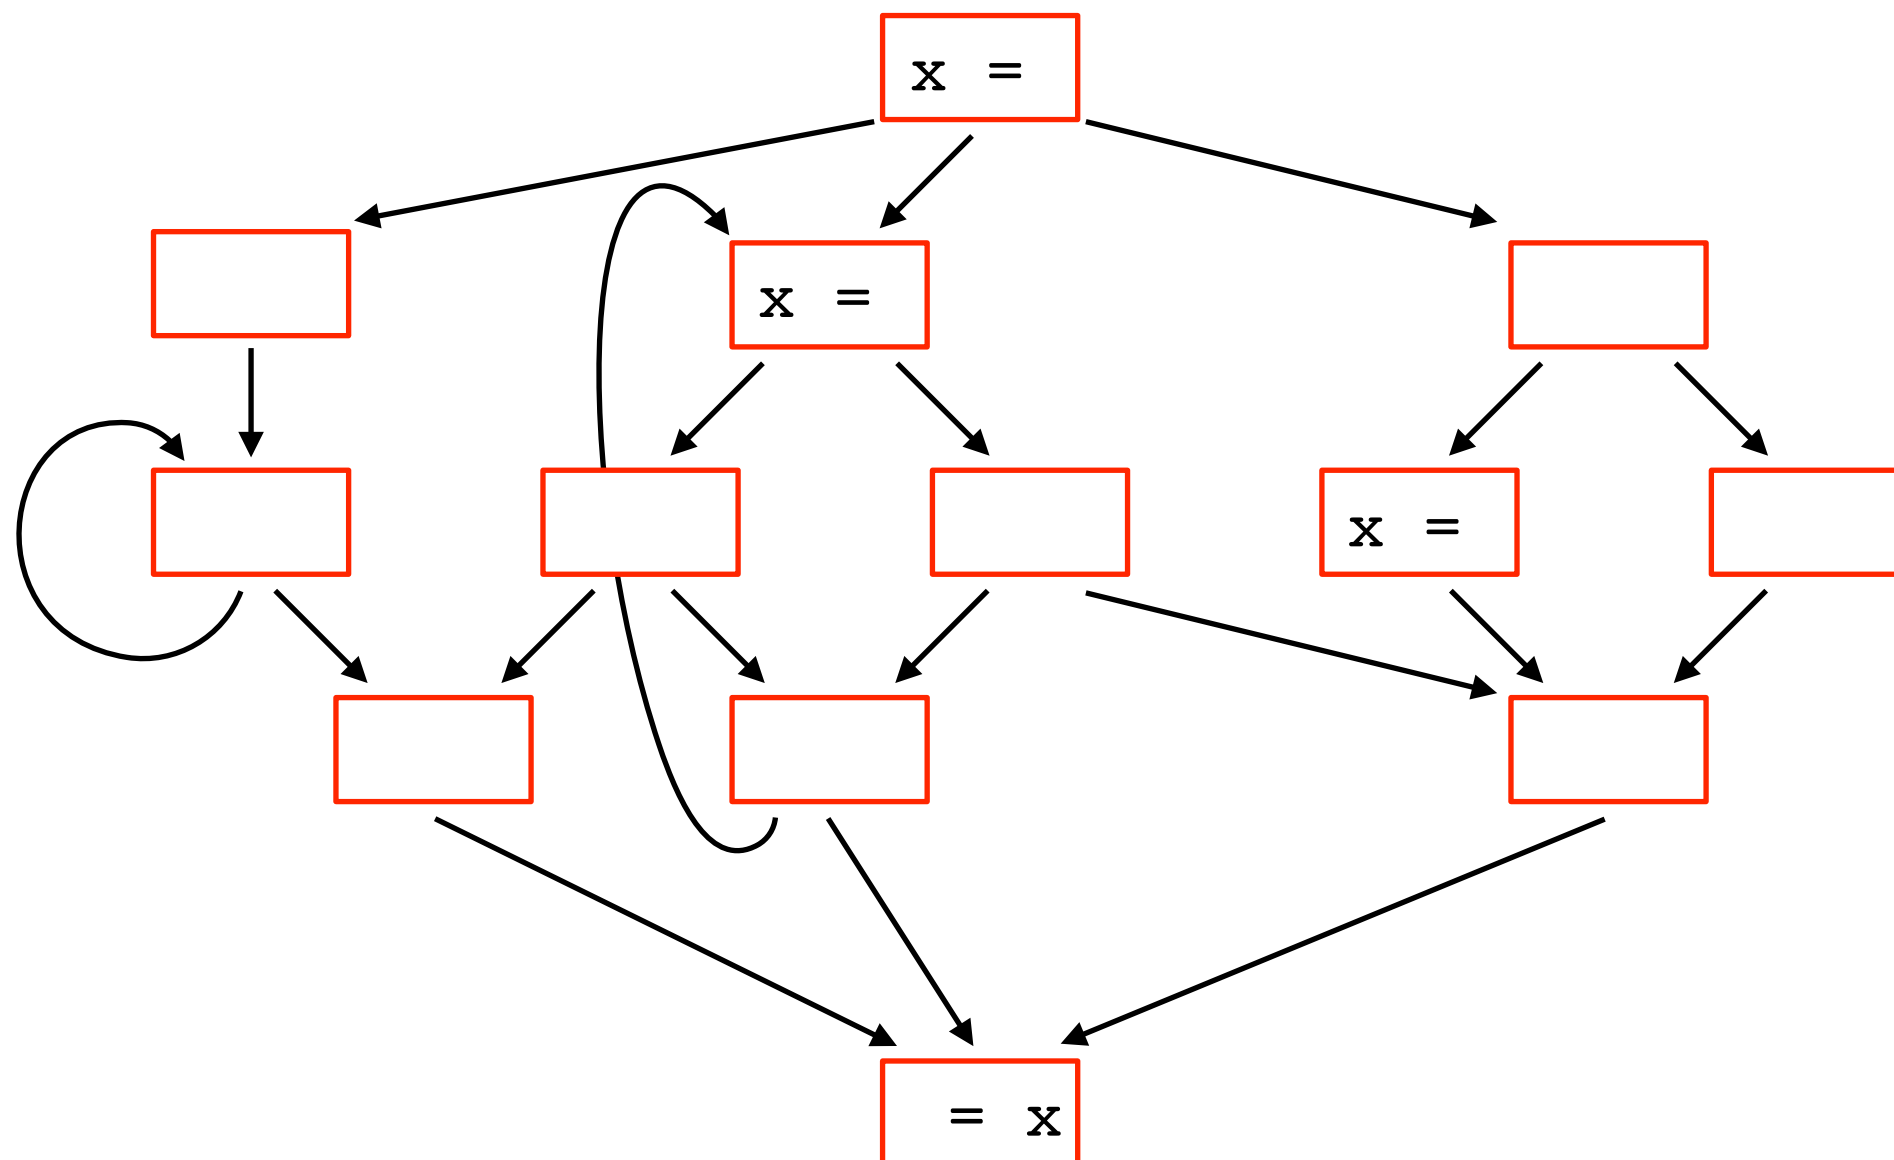 x =
x =
x =
= x